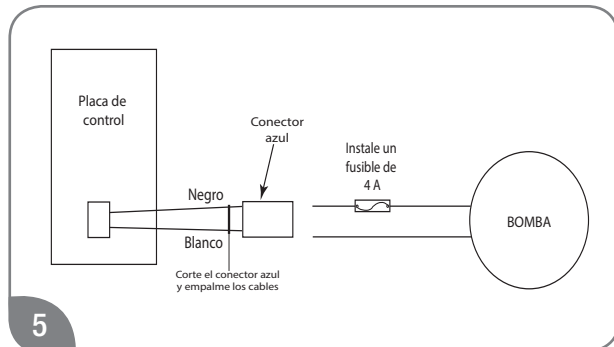 Placa de
control
Conector
azul
Instale un
fusible de
4 A
Negro
Blanco
BOMBA
Corte el conector azul
y empalme los cables
5